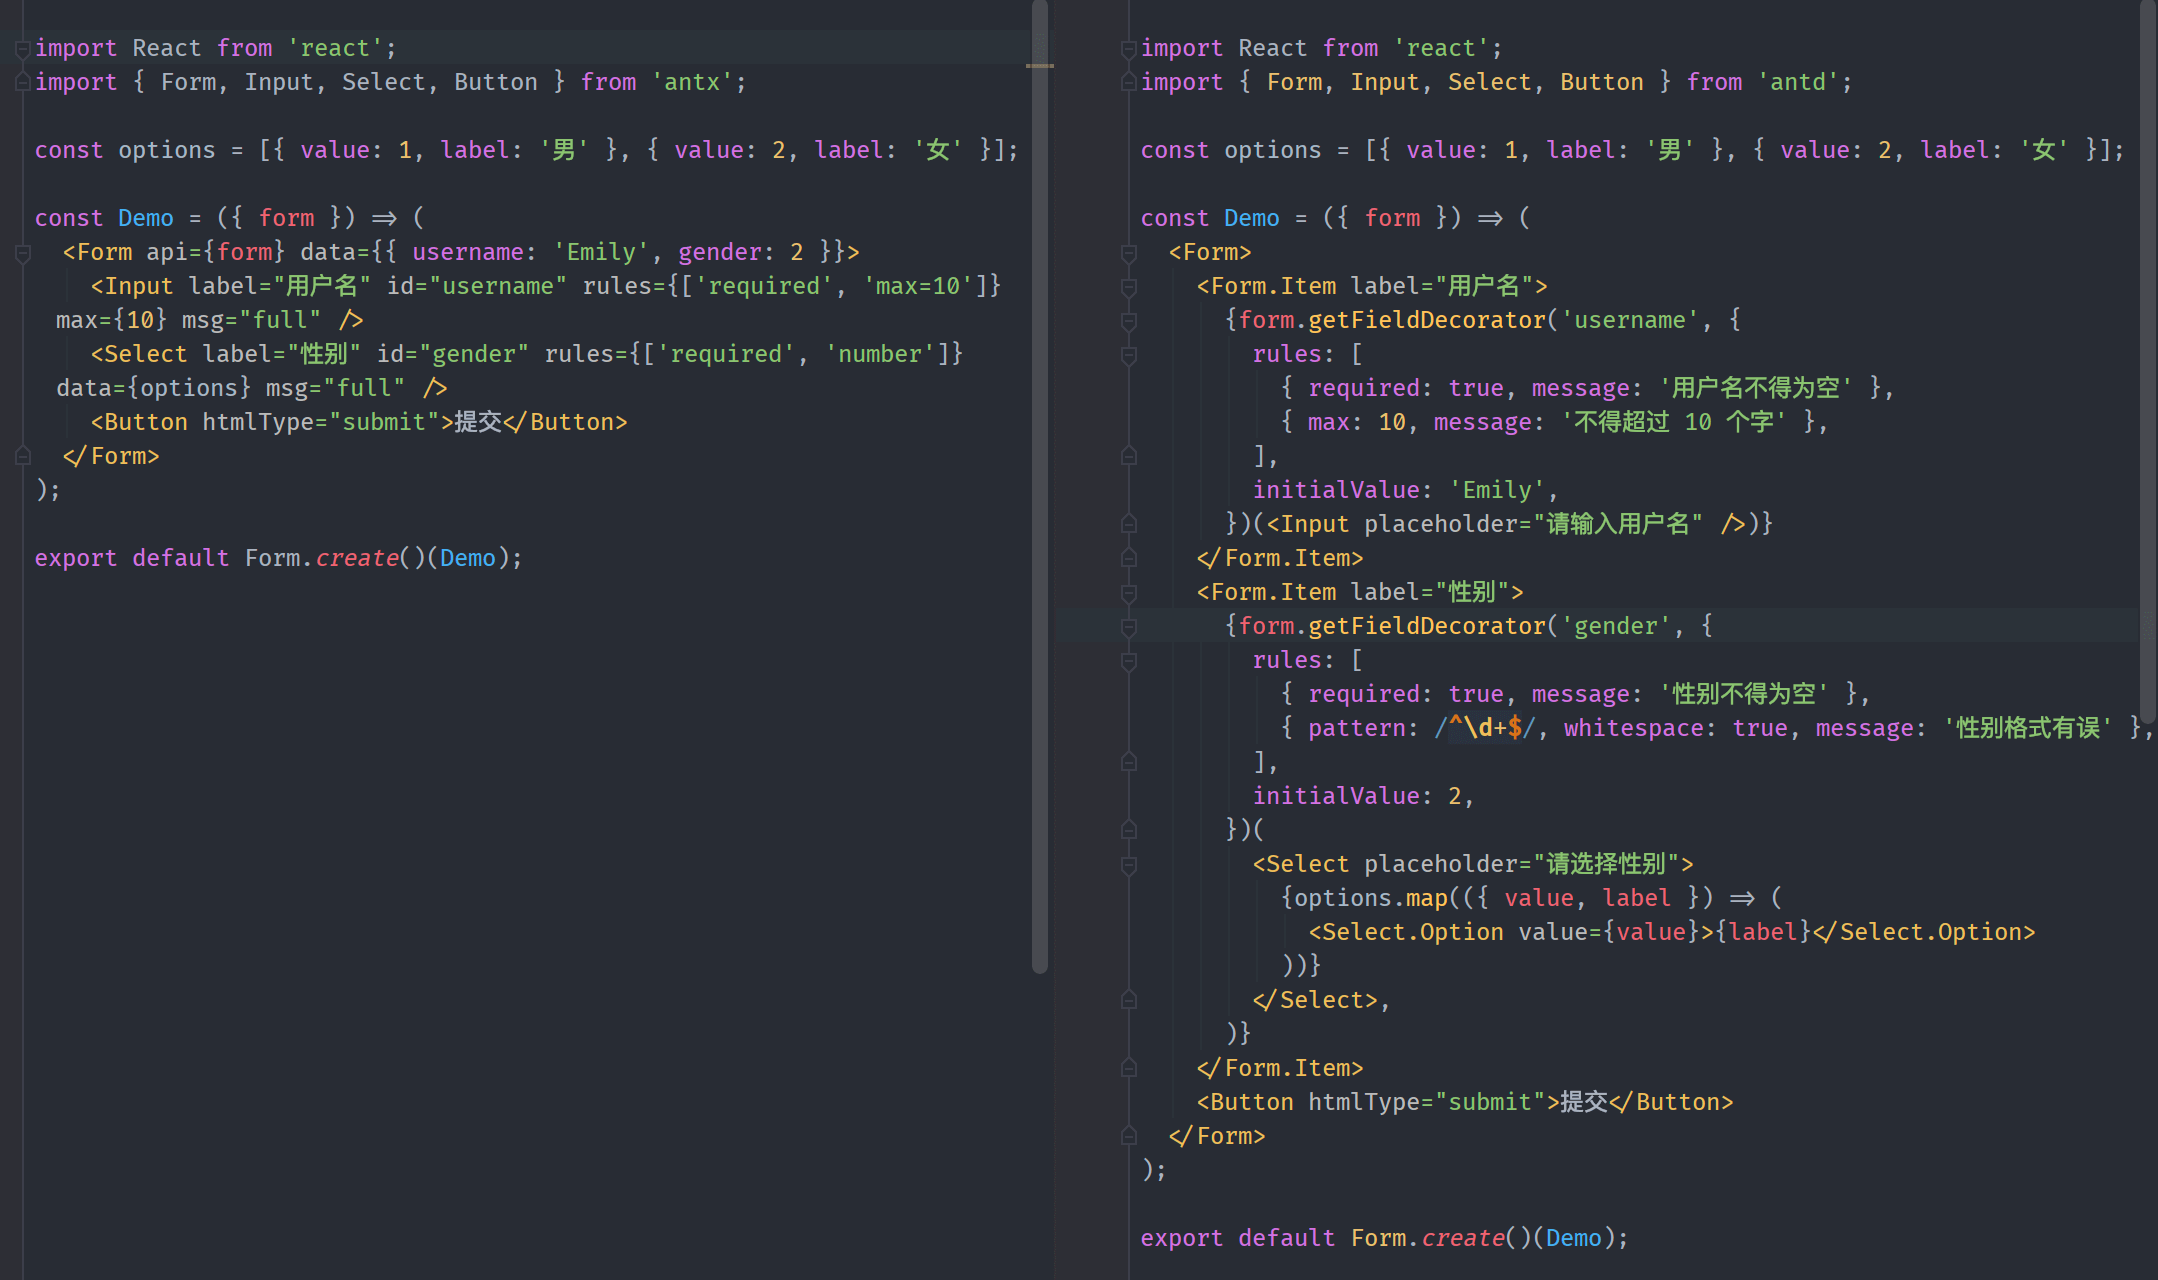 import React from 'react';
import { Form, Input, Select, Button } from 'antx';
const options = [{ value: 1, label: '男' }, { value: 2, label: '女' }];
const Demo = ({ form }) => (
<Form api={form} data={{ username: 'Emily', gender: 2 }}>
<Input label="用户名" id="username" rules={['required', 'max=10']}
max={10} msg="full" />
<Select label="性别" id="gender" rules={['required', 'number']}
data={options} msg="full" />
<Button htmlType="submit">提交</Button>
</Form>
);
export default Form.create()(Demo);
import React from 'react';
import { Form, Input, Select, Button } from 'antd';
const options = [{ value: 1, label: '男' }, { value: 2, label: '女' }];
const Demo = ({ form }) => (
<Form>
<Form.Item label="用户名">
{form.getFieldDecorator('username', {
rules: [
{ required: true, message: '用户名不得为空' },
{ max: 10, message: '不得超过 10 个字' },
],
initialValue: 'Emily',
})(<Input placeholder="请输入用户名" />)}
</Form.Item>
<Form.Item label="性别">
{form.getFieldDecorator('gender', {
rules: [
{ required: true, message: '性别不得为空' },
{ pattern: /^\d+$/, whitespace: true, message: '性别格式有误' },
],
initialValue: 2,
})(
<Select placeholder="请选择性别">
{options.map(({ value, label }) => (
<Select.Option value={value}>{label}</Select.Option>
))}
</Select>,
)}
</Form.Item>
<Button htmlType="submit">提交</Button>
</Form>
);
export default Form.create()(Demo);